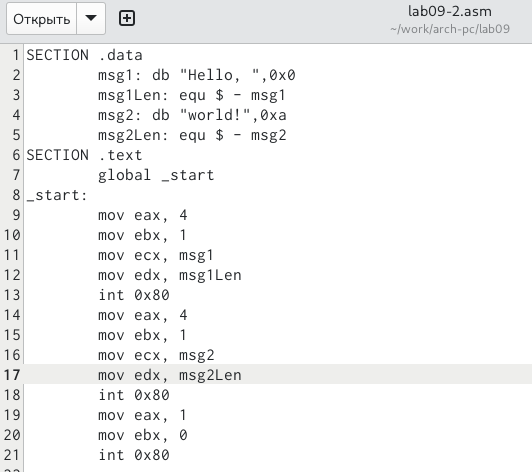 Открыть
lab09-2.asm
~/work/arch-pc/lab09
1 SECTION .data
2 msg1: db "Hello, ",0x0
3 msg1Len: equ $ - msg1
4 msg2: db "world!",0xa
5 msg2Len: equ $ - msg2
6 SECTION .text
7 global _start
8 _start:
9 mov eax, 4
10 mov ebx, 1
11 mov ecx, msg1
12 mov edx, msg1Len
13 int 0x80
14 mov eax, 4
15 mov ebx, 1
16 mov ecx, msg2
17 mov edx, msg2Len
18 int 0x80
19 mov eax, 1
20 mov ebx, 0
21 int 0x80